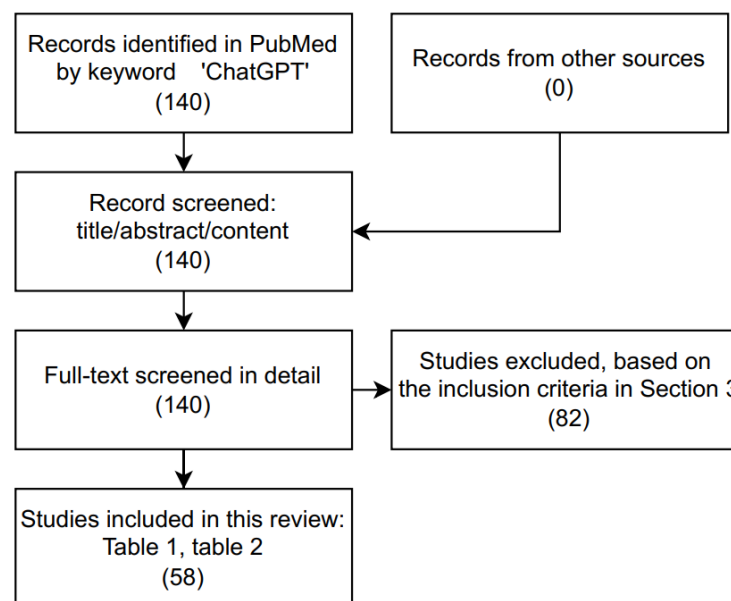 Records identified in PubMed
by keyword 'ChatGPT'
(140)
Records from other sources
(0)
Record screened:
title/abstract/content
(140)
Full-text screened in detail
(140)
Studies excluded, based on
the inclusion criteria in Section 3
(82)
Studies included in this review:
Table 1, table 2
(58)